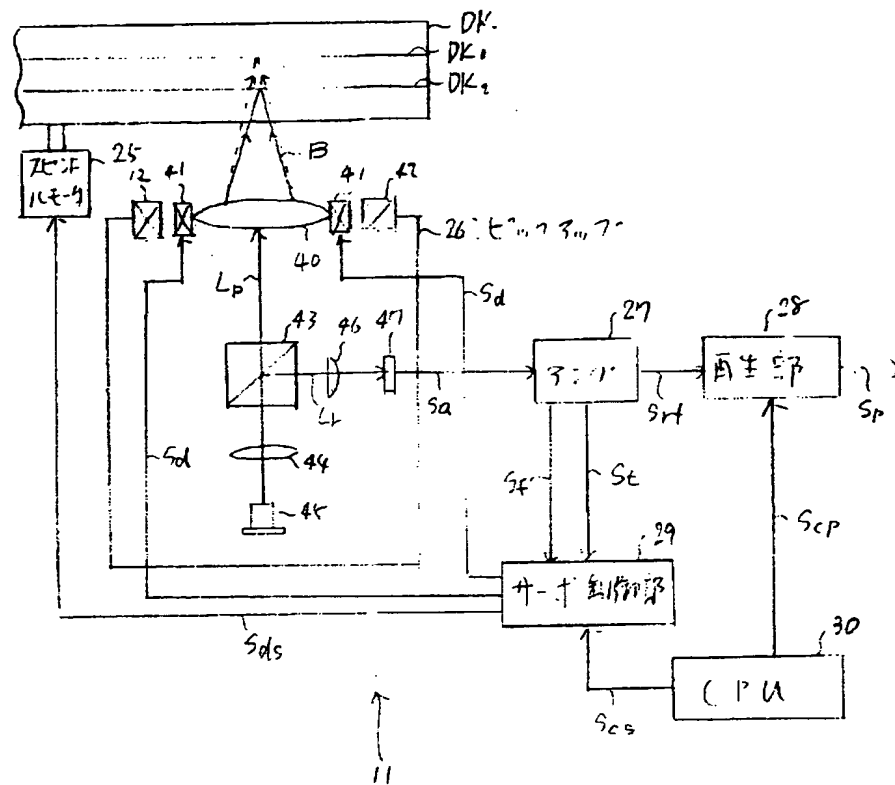 DK
DK₁
DK₂
B
スピンド
ルモータ
25
12
41
41
42
26:ピックアップ
40
Lp
Sd
43
46
47
27
アンプ
28
再生部
Sa
Lr
Srf
Sp
Sd
44
45
Sf
St
Scp
29
サーボ制御部
Sds
30
CPU
Scs
11